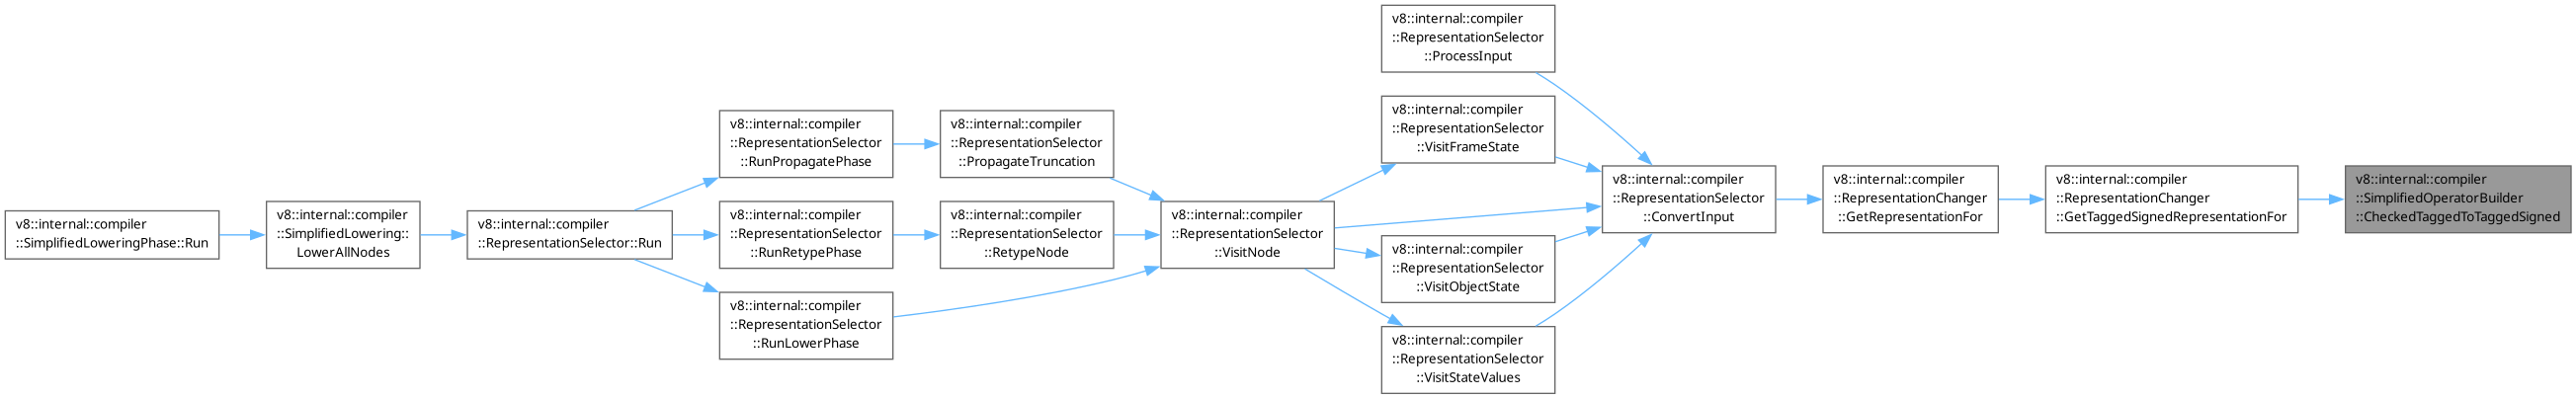 v8::internal::compiler
::SimplifiedLoweringPhase::Run
v8::internal::compiler
::SimplifiedLowering::
LowerAllNodes
v8::internal::compiler
::RepresentationSelector::Run
v8::internal::compiler
::RepresentationSelector
::RunPropagatePhase
v8::internal::compiler
::RepresentationSelector
::RunRetypePhase
v8::internal::compiler
::RepresentationSelector
::RunLowerPhase
v8::internal::compiler
::RepresentationSelector
::PropagateTruncation
v8::internal::compiler
::RepresentationSelector
::RetypeNode
v8::internal::compiler
::RepresentationSelector
::VisitNode
v8::internal::compiler
::RepresentationSelector
::ProcessInput
v8::internal::compiler
::RepresentationSelector
::VisitFrameState
v8::internal::compiler
::RepresentationSelector
::VisitObjectState
v8::internal::compiler
::RepresentationSelector
::VisitStateValues
v8::internal::compiler
::RepresentationSelector
::ConvertInput
v8::internal::compiler
::RepresentationChanger
::GetRepresentationFor
v8::internal::compiler
::RepresentationChanger
::GetTaggedSignedRepresentationFor
v8::internal::compiler
::SimplifiedOperatorBuilder
::CheckedTaggedToTaggedSigned